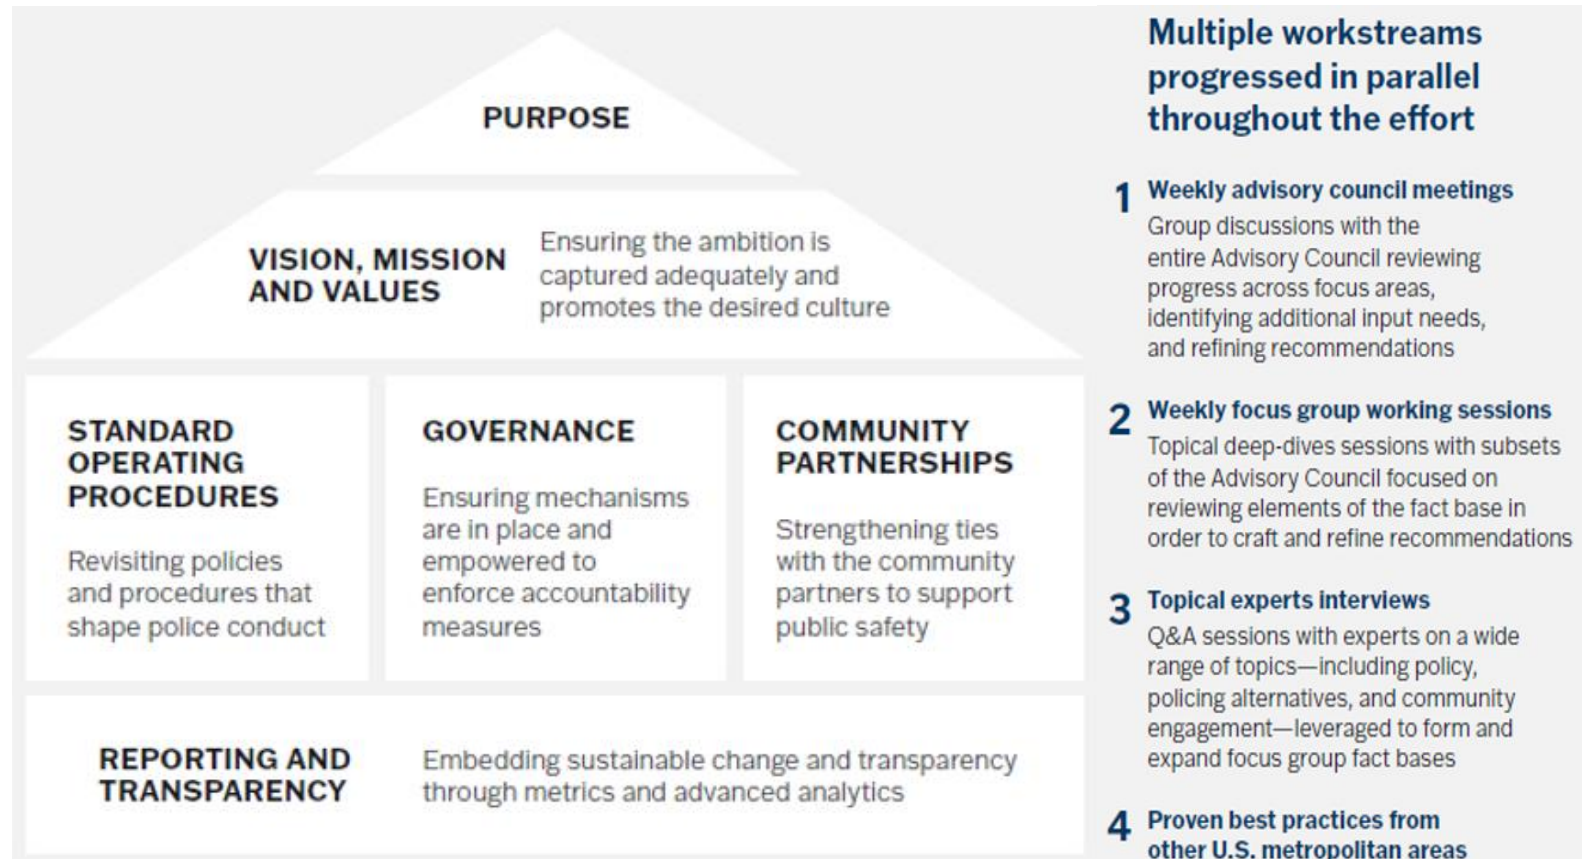 PURPOSE
VISION, MISSION
AND VALUES
Ensuring the ambition is
captured adequately and
promotes the desired culture
STANDARD
OPERATING
PROCEDURES
Revisiting policies
and procedures that
shape police conduct
GOVERNANCE
Ensuring mechanisms
are in place and
empowered to
enforce accountability
measures
COMMUNITY
PARTNERSHIPS
Strengthening ties
with the community
partners to support
public safety
REPORTING AND
TRANSPARENCY
Embedding sustainable change and transparency
through metrics and advanced analytics
Multiple workstreams
progressed in parallel
throughout the effort
1 Weekly advisory council meetings
Group discussions with the
entire Advisory Council reviewing
progress across focus areas,
identifying additional input needs,
and refining recommendations
2 Weekly focus group working sessions
Topical deep-dives sessions with subsets
of the Advisory Council focused on
reviewing elements of the fact base in
order to craft and refine recommendations
3 Topical experts interviews
Q&A sessions with experts on a wide
range of topics—including policy,
policing alternatives, and community
engagement—leveraged to form and
expand focus group fact bases
4 Proven best practices from
other U.S. metropolitan areas